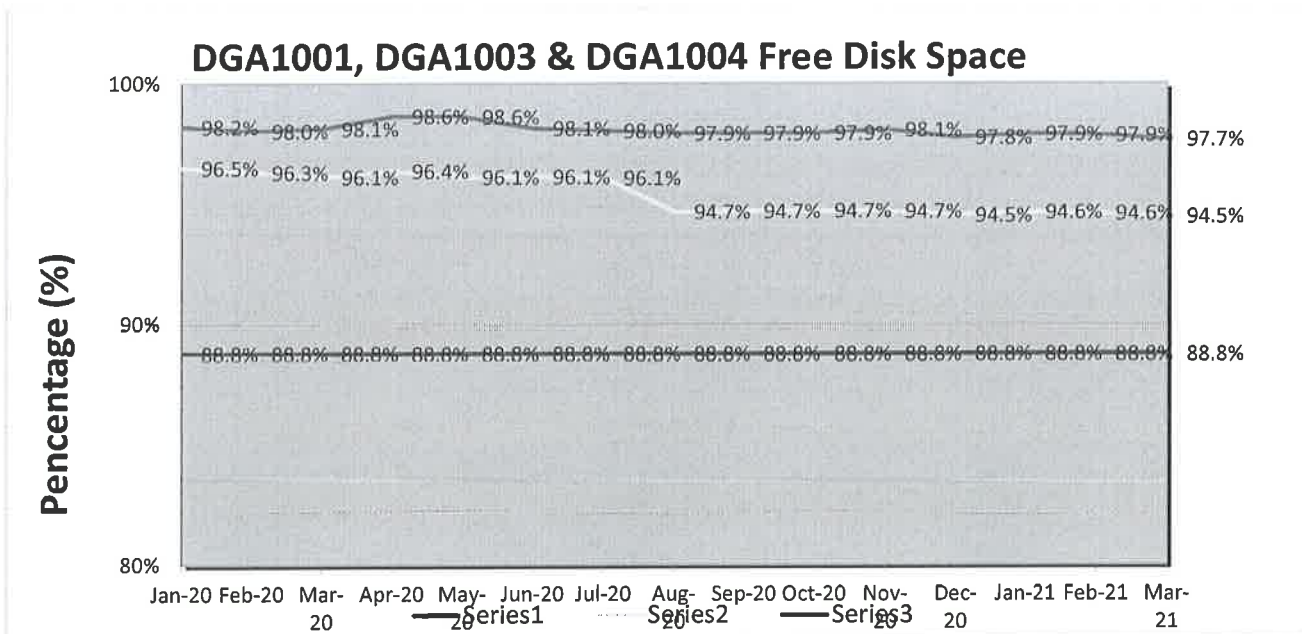 DGA1001, DGA1003 & DGA1004 Free Disk Space
100%
98.2% 98.0% 98.1% 98.6% 98.6% 98.1% 98.0% 97.9% 97.9% 97.9% 98.1% 97.8% 97.9% 97.9% 97.7%
96.5% 96.3% 96.1% 96.4% 96.1% 96.1% 96.1% 94.7% 94.7% 94.7% 94.7% 94.5% 94.6% 94.6% 94.5%
Pencentage (%)
90%
88.8% 88.8% 88.8% 88.8% 88.8% 88.8% 88.8% 88.8% 88.8% 88.8% 88.8% 88.8% 88.8% 88.8% 88.8%
80%
Jan-20 Feb-20 Mar-20 Apr-20 May-20 Jun-20 Jul-20 Aug-20 Sep-20 Oct-20 Nov-20 Dec-20 Jan-21 Feb-21 Mar-21
Series1 Series2 Series3